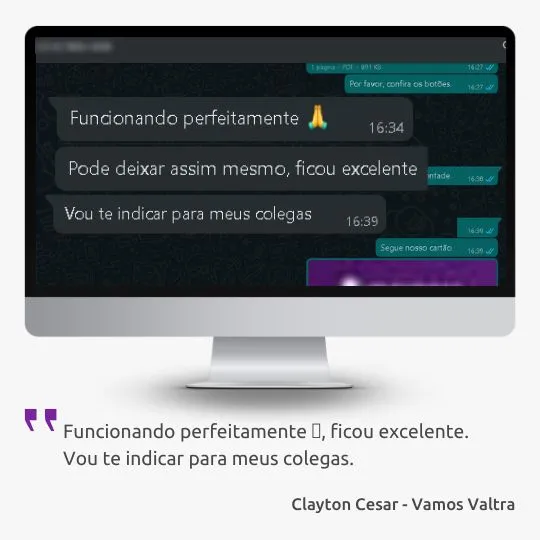 1 página • PDF • 891 KB
16:27
Por favor, confira os botões.
16:27
Funcionando perfeitamente 🙏
16:34
Pode deixar assim mesmo, ficou excelente
16:38
Vou te indicar para meus colegas
16:39
16:39
Segue nosso cartão
16:39
Funcionando perfeitamente ▯, ficou excelente.
Vou te indicar para meus colegas.
Clayton Cesar - Vamos Valtra